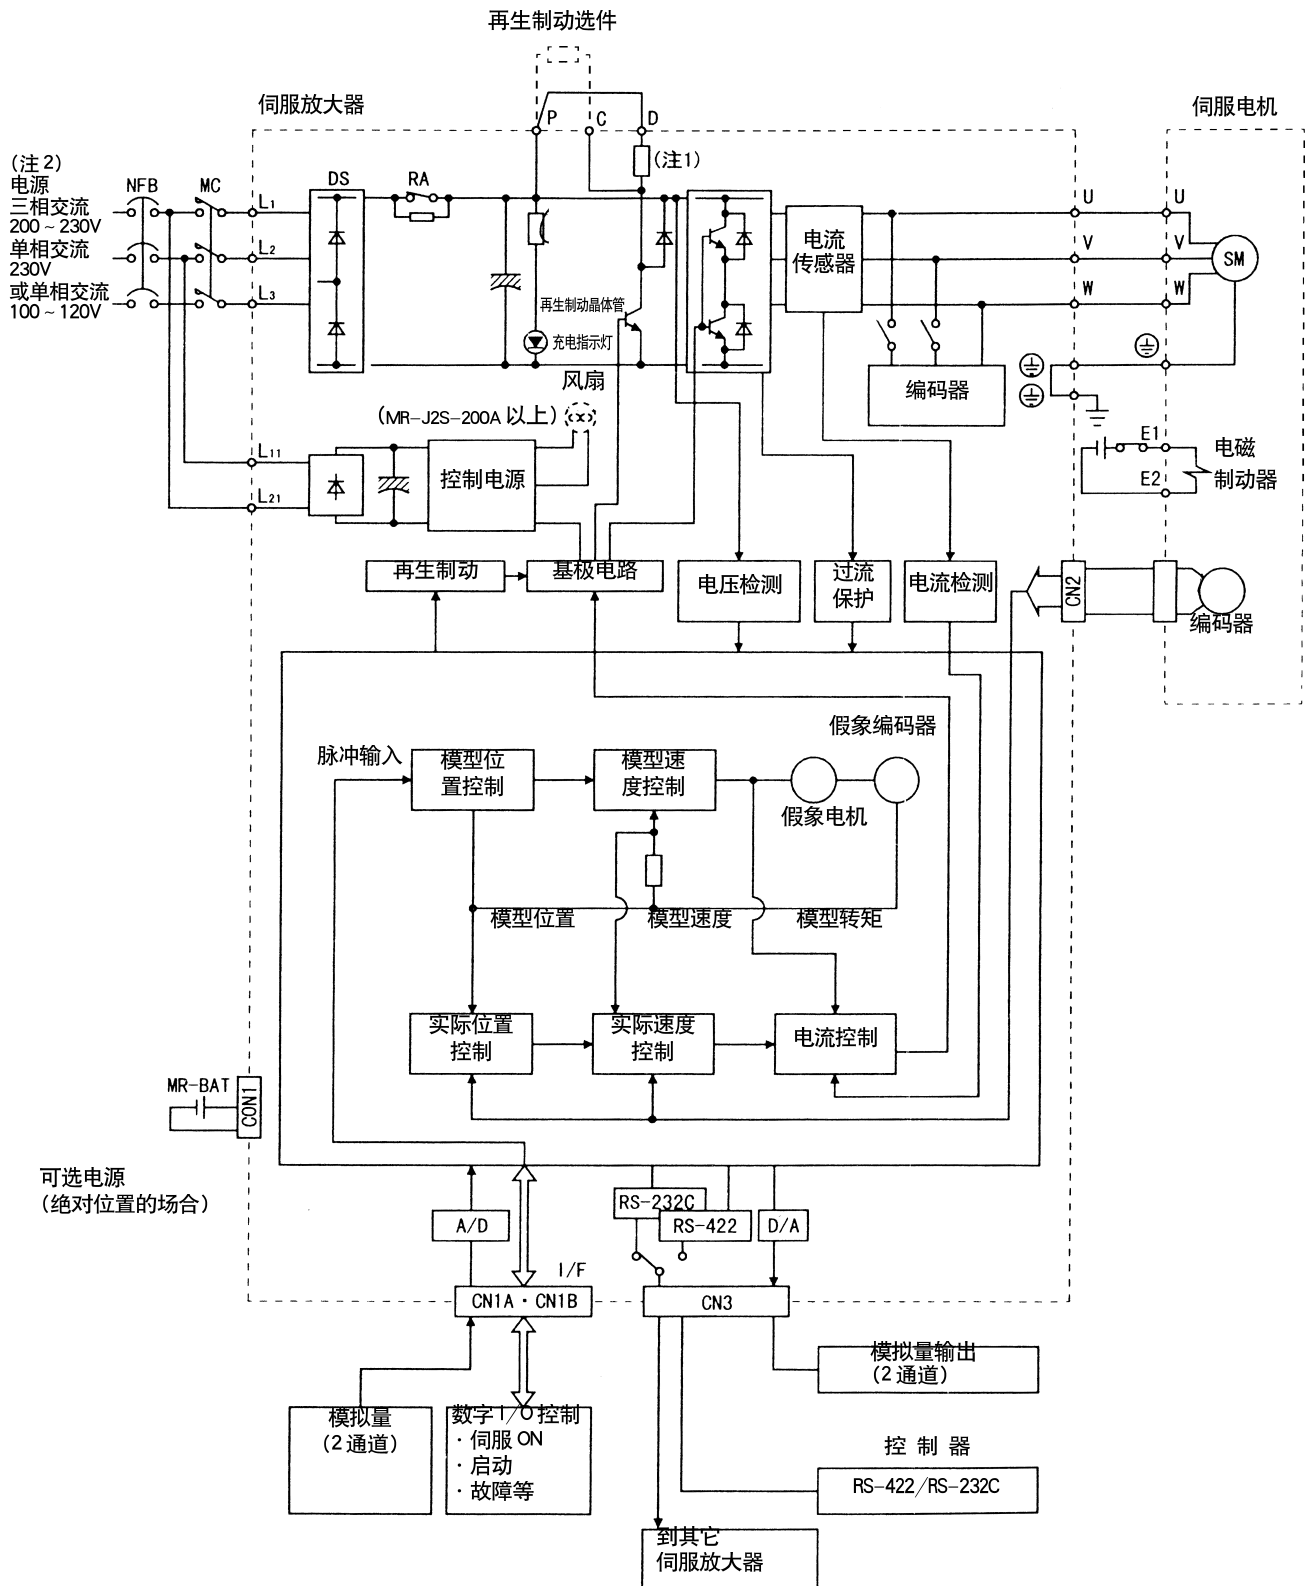 再生制动选件
伺服放大器
伺服电机
P
C
D
(注1)
(注2)
电源
三相交流
200~230V
单相交流
230V
或单相交流
100~120V
NFB
MC
DS
RA
L1
L2
L3
电流
传感器
U
V
W
U
V
W
SM
再生制动晶体管
充电指示灯
编码器
风扇
(MR-J2S-200A以上)
L11
L21
控制电源
E1
E2
电磁
制动器
再生制动
基极电路
电压检测
过流
保护
电流检测
CN2
编码器
脉冲输入
模型位
置控制
模型速
度控制
假象编码器
假象电机
模型位置
模型速度
模型转矩
实际位置
控制
实际速度
控制
电流控制
MR-BAT
CON1
可选电源
(绝对位置的场合)
A/D
RS-232C
RS-422
D/A
I/F
CN1A·CN1B
CN3
模拟量输出
(2通道)
模拟量
(2通道)
数字I/O控制
·伺服ON
·启动
·故障等
控制器
RS-422/RS-232C
到其它
伺服放大器